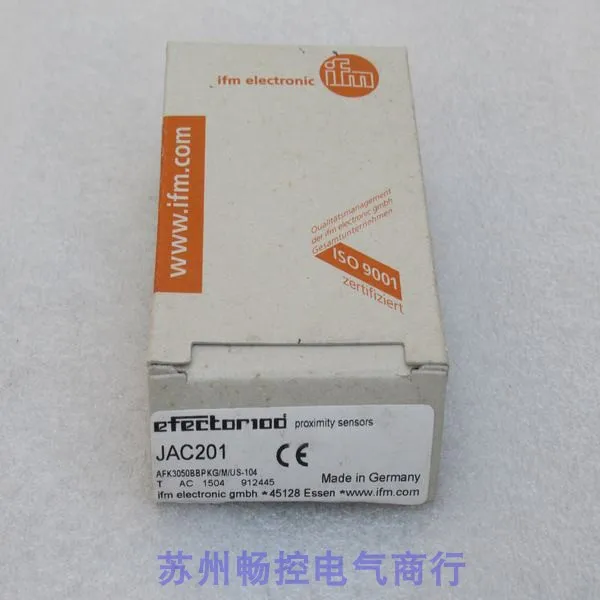 ifm electronic
ifm
www.ifm.com
Qualitätsmanagement
der ifm electronic gmbh
Gesamtunternehmen
ISO 9001
zertifiziert
efector100 proximity sensors
JAC201 CE
AFK3050BBPKG/M/US-104
T AC 1504 912445 Made in Germany
ifm electronic gmbh *45128 Essen *www.ifm.com
苏州畅控电气商行